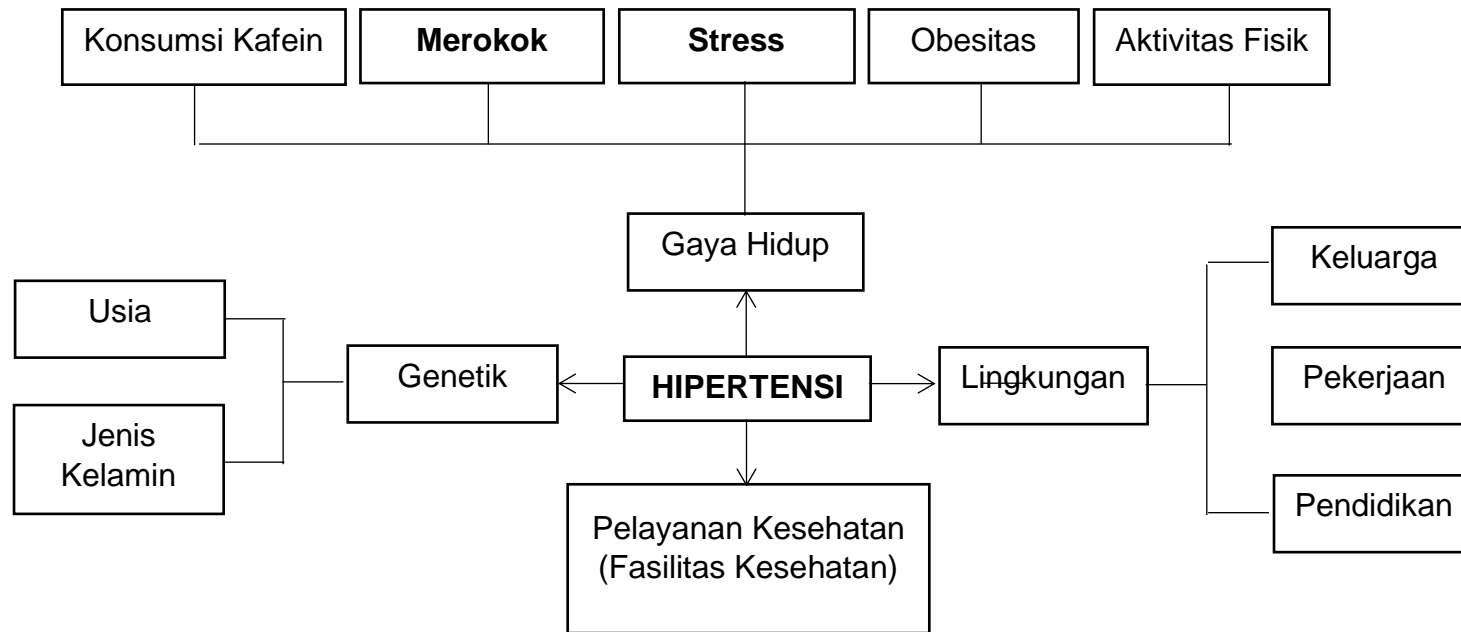 Konsumsi Kafein
Merokok
Stress
Obesitas
Aktivitas Fisik
Gaya Hidup
Keluarga
Usia
Genetik
HIPERTENSI
Lingkungan
Pekerjaan
Jenis
Kelamin
Pendidikan
Pelayanan Kesehatan
(Fasilitas Kesehatan)